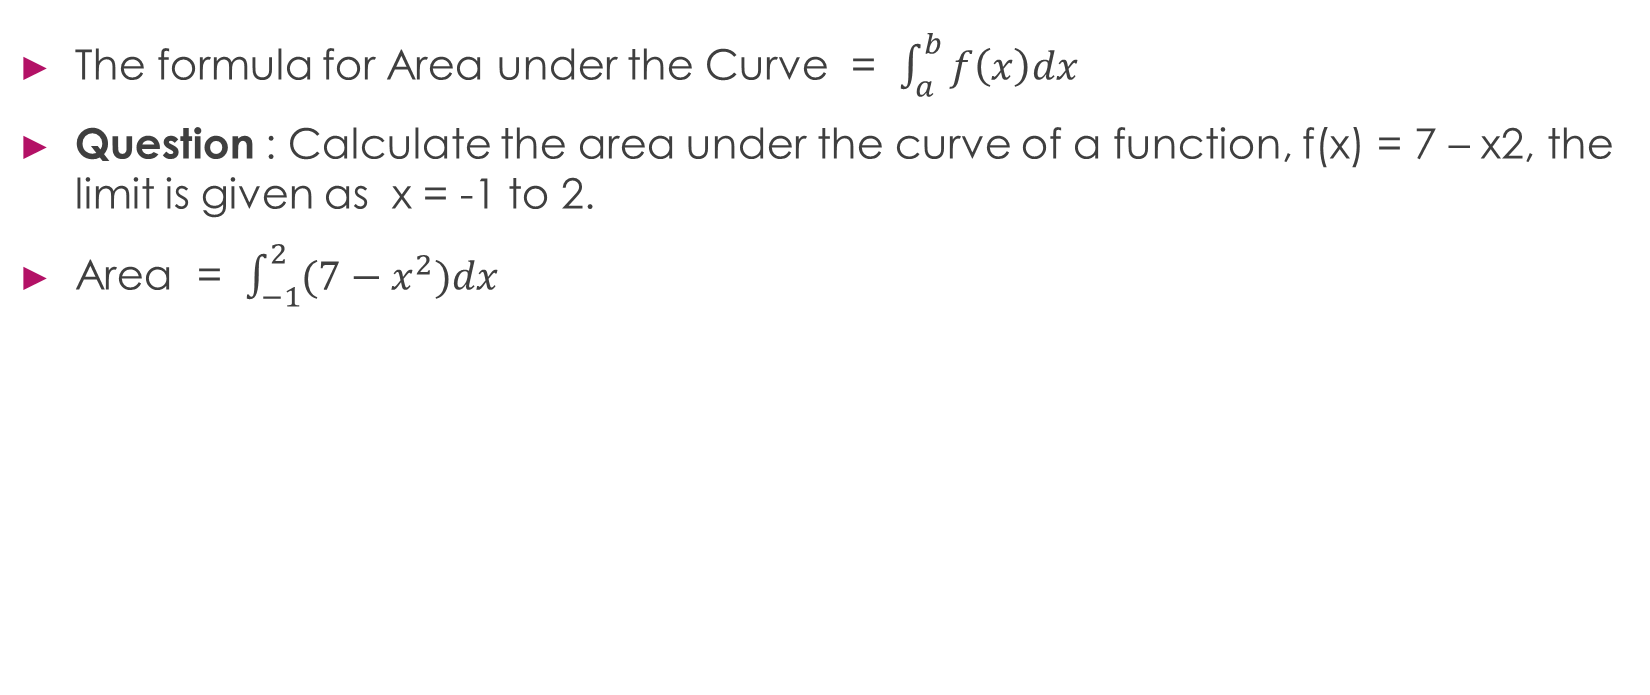 ► The formula for Area under the Curve = ∫ₐᵇ f(x)dx
► Question : Calculate the area under the curve of a function, f(x) = 7 – x2, the
limit is given as x = -1 to 2.
► Area = ∫₋₁² (7 − x²)dx